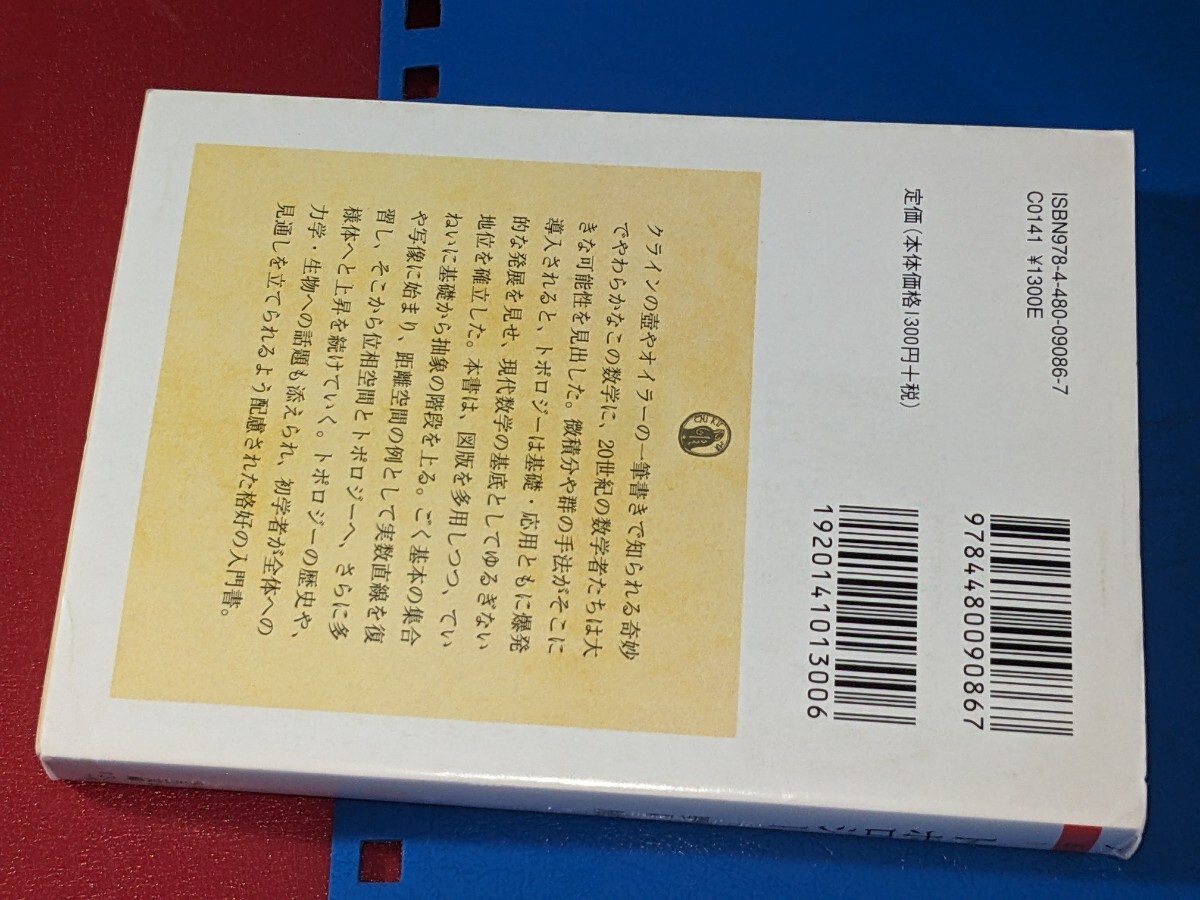 ISBN978-4-480-09086-7
C0141 ¥1300E
定価(本体価格1300円+税)
9784480090867
1920141013006
クラインの壺やオイラーの一筆書きで知られる奇妙
でやわらかなこの数学に、20世紀の数学者たちは大
きな可能性を見出した。微積分や群の手法がそこに
導入されると、トポロジーは基礎・応用ともに爆発
的な発展を見せ、現代数学の基底としてゆるぎない
地位を確立した。本書は、図版を多用しつつ、てい
ねいに基礎から抽象の階段を上る。ごく基本の集合
や写像に始まり、距離空間の例として実数直線を復
習し、そこから位相空間とトポロジーへ、さらに多
様体へと上昇を続けていく。トポロジーの歴史や、
力学・生物への話題も添えられ、初学者が全体への
見通しを立てられるよう配慮された格好の入門書。